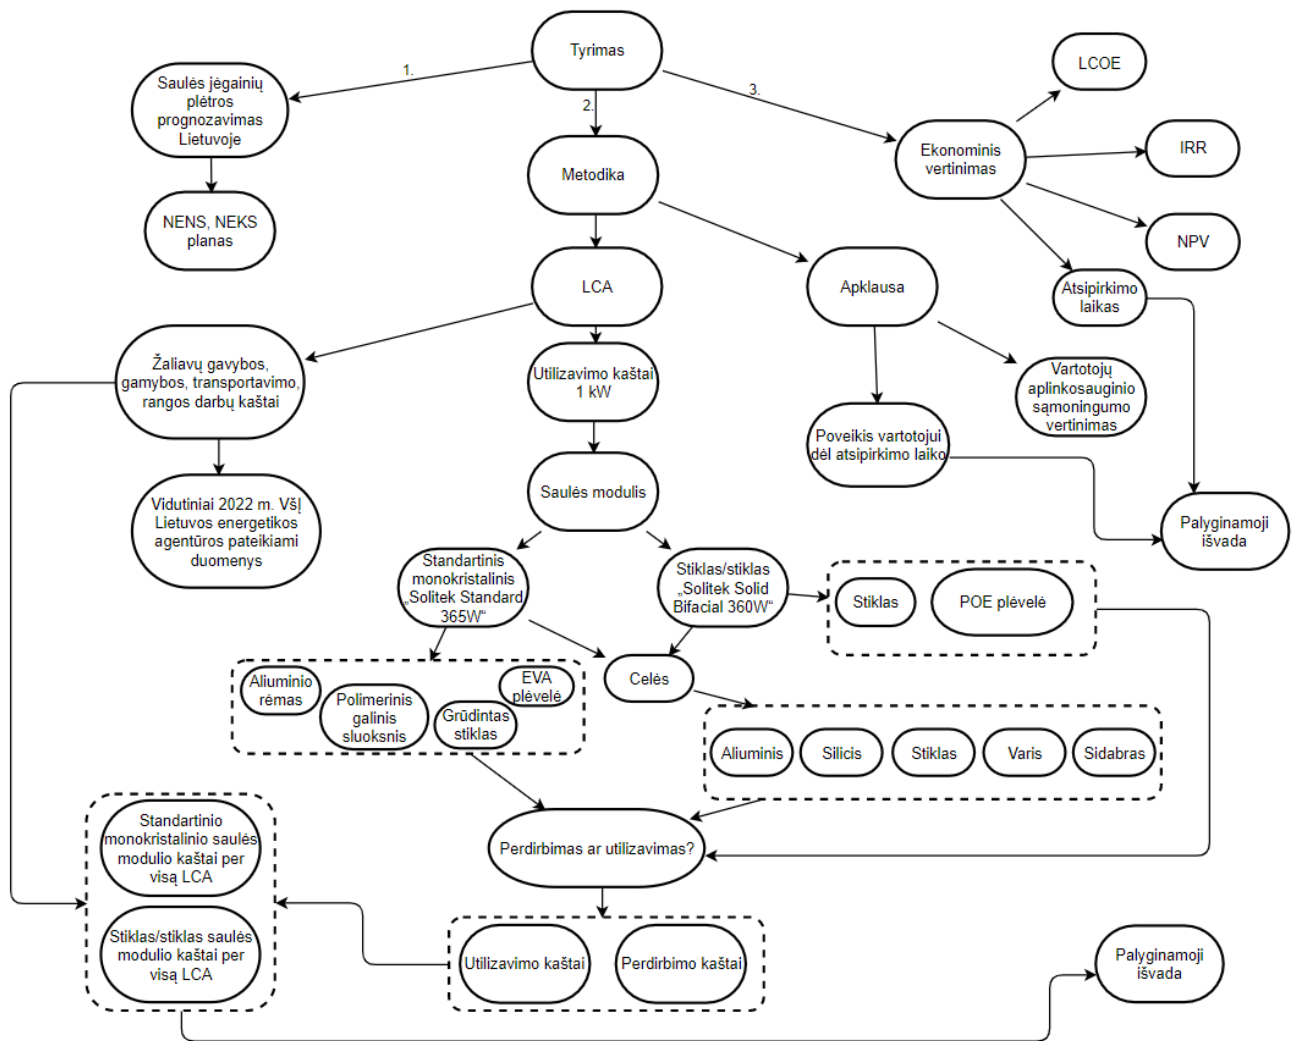 Tyrimas
1.
2.
3.
LCOE
Saulės jėgainių
plėtros
prognozavimas
Lietuvoje
Metodika
Ekonominis
vertinimas
IRR
NENS, NEKS
planas
NPV
LCA
Apklausa
Atsipirkimo
laikas
Žaliavų gavybos,
gamybos, transportavimo,
rangos darbų kaštai
Utilizavimo kaštai
1 kW
Vartotojų
aplinkosauginio
sąmoningumo
vertinimas
Poveikis vartotojui
dėl atsipirkimo laiko
Vidutiniai 2022 m. VšĮ
Lietuvos energetikos
agentūros pateikiami
duomenys
Saulės modulis
Palyginamoji
išvada
Standartinis
monokristalinis
„Solitek Standard
365W“
Stiklas/stiklas
„Solitek Solid
Bifacial 360W“
Stiklas
POE plėvelė
Aliuminio
rėmas
Polimerinis
galinis
sluoksnis
Grūdintas
stiklas
EVA
plėvelė
Celės
Aliuminis
Silicis
Stiklas
Varis
Sidabras
Perdirbimas ar utilizavimas?
Standartinio
monokristalinio saulės
modulio kaštai per
visą LCA
Stiklas/stiklas saulės
modulio kaštai per
visą LCA
Utilizavimo kaštai
Perdirbimo kaštai
Palyginamoji
išvada